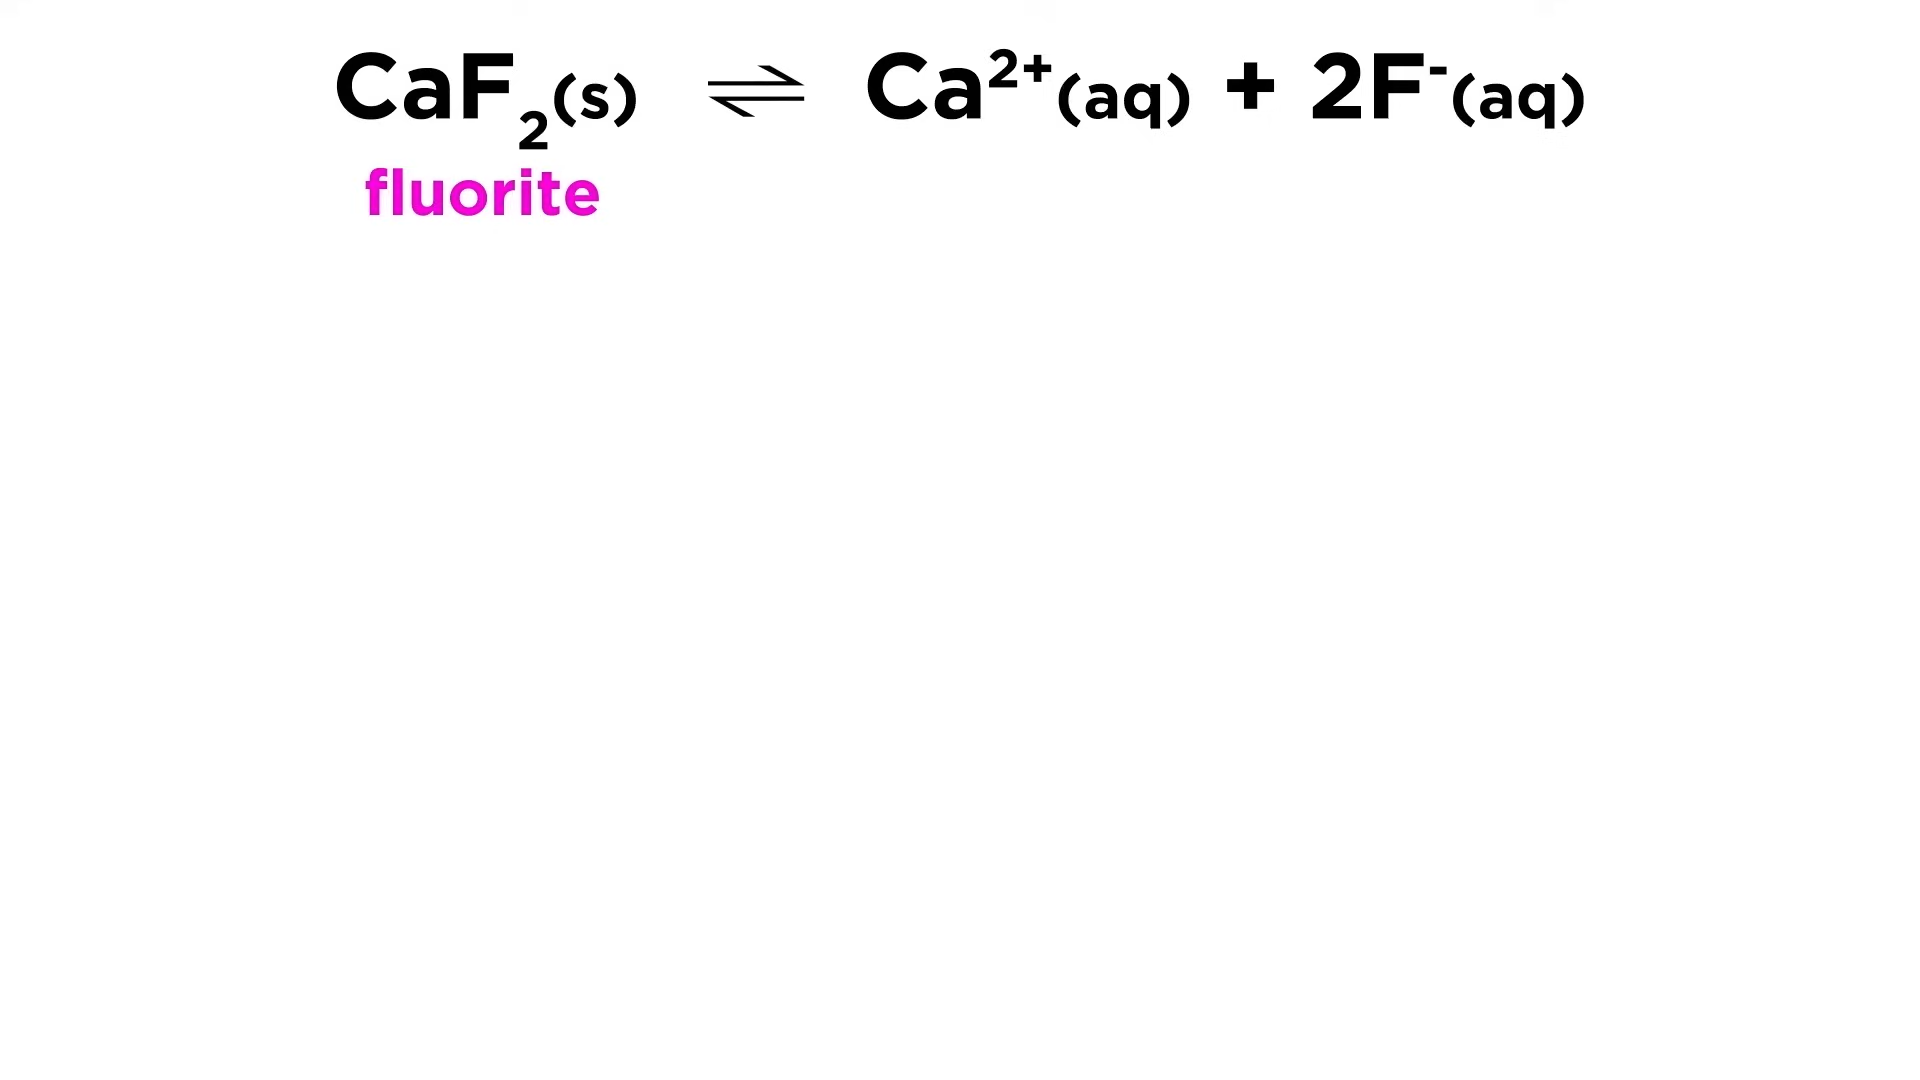 CaF₂(s) ⇌ Ca²⁺(aq) + 2F⁻(aq)
fluorite